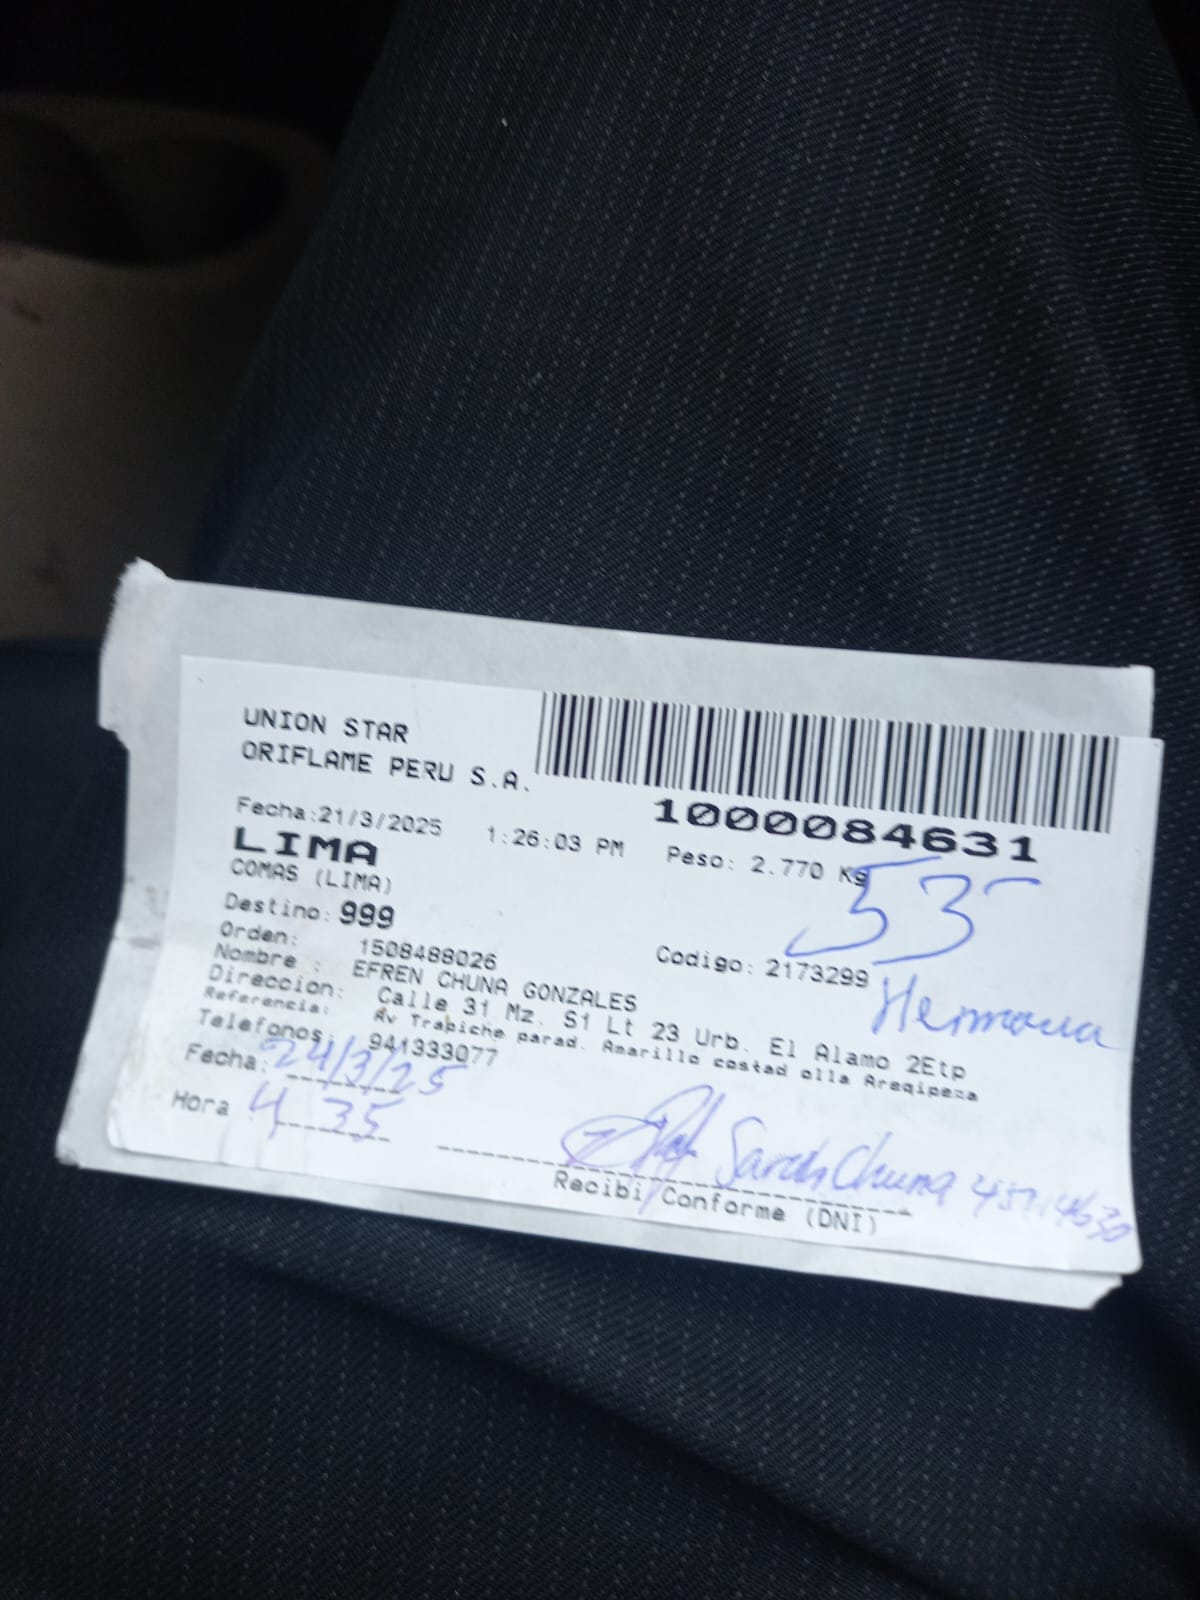 UNION STAR
ORIFLAME PERU S.A.
1000084631
Fecha:21/3/2025 1:26:03 PM Peso: 2.770 Kg
LIMA
COMAS (LIMA)
53
Destino: 999
Orden: 1508488026 Codigo: 2173299
Hermana
Nombre : EFREN CHUNA GONZALES
Direccion: Calle 31 Mz. S1 Lt 23 Urb. El Alamo 2Etp
Referencia: Av Trapiche parad. Amarillo costad olla Areqipeza
Telefonos: 941333077
Fecha: 24/3/25
Hora 4 35
Sarah Chuna
Recibi Conforme (DNI)